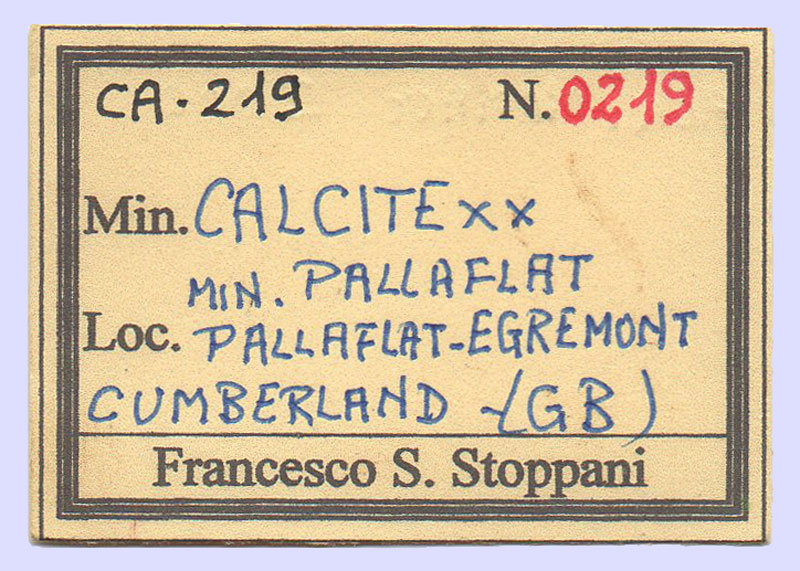 CA-219 N.0219
Min. CALCITE xx
MIN. PALLAFLAT
Loc. PALLAFLAT-EGREMONT
CUMBERLAND -(GB)
Francesco S. Stoppani